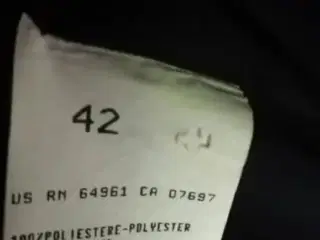 42
US RN 64961 CA 07697
100%POLIESTERE-POLYESTER